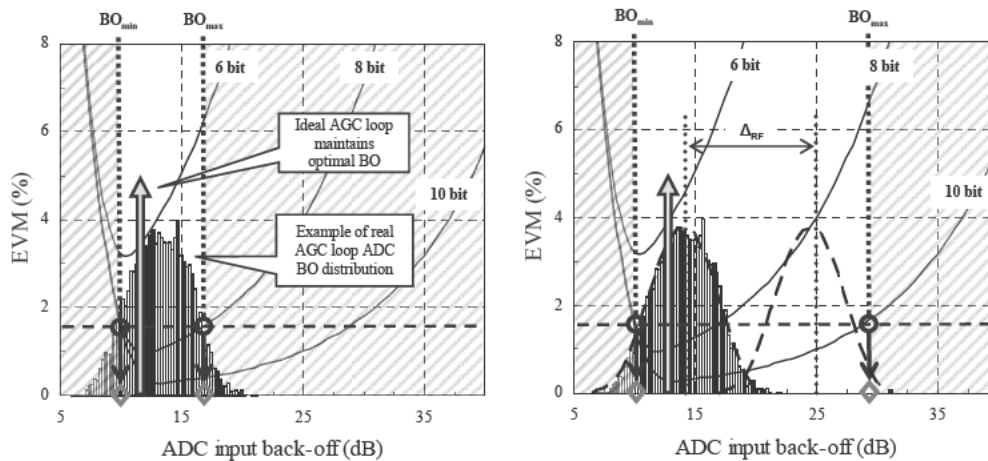 BOmin
BOmax
8
6
4
2
0
EVM (%)
6 bit
8 bit
10 bit
Ideal AGC loop
maintains
optimal BO
Example of real
AGC loop ADC
BO distribution
5
15
25
35
ADC input back-off (dB)
BOmin
BOmax
8
6
4
2
0
EVM (%)
6 bit
8 bit
10 bit
ΔRF
5
15
25
35
ADC input back-off (dB)